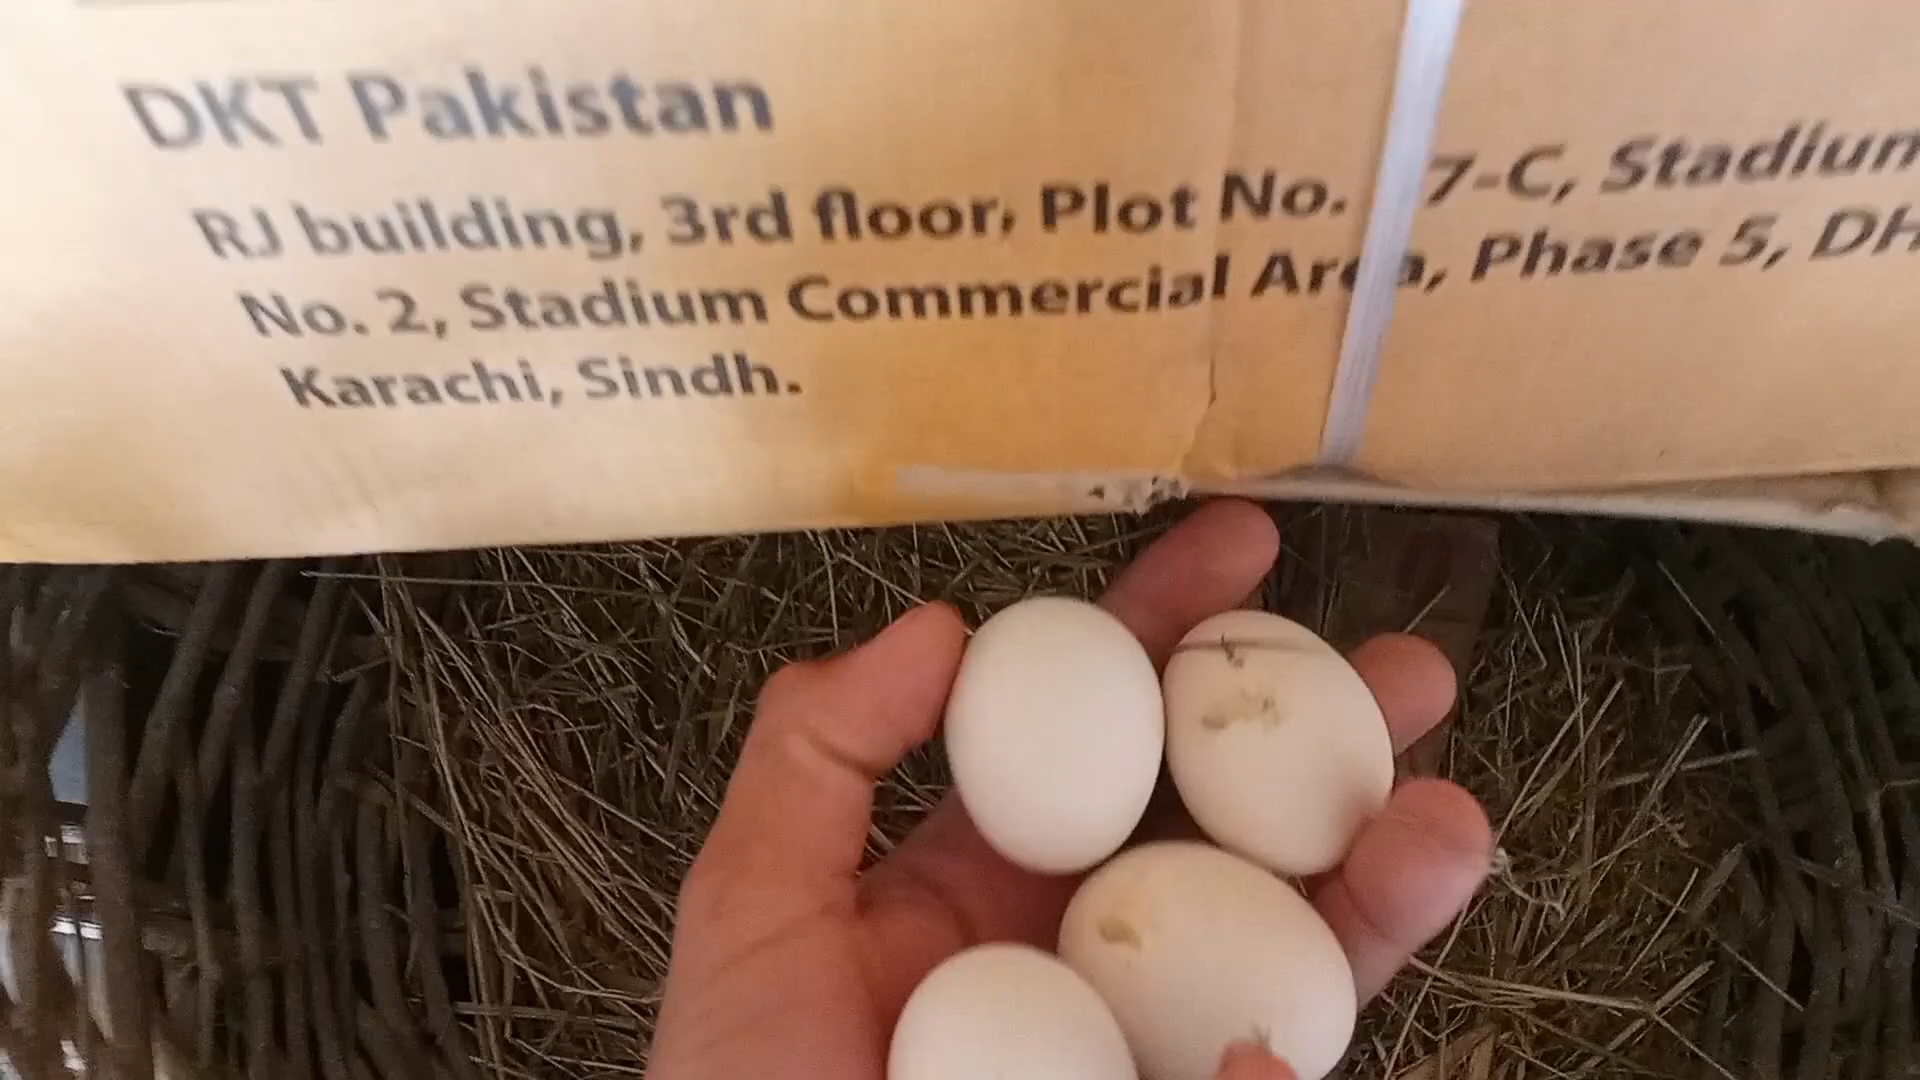 DKT Pakistan
RJ building, 3rd floor, Plot No. 7-C, Stadium
No. 2, Stadium Commercial Area, Phase 5, DH
Karachi, Sindh.